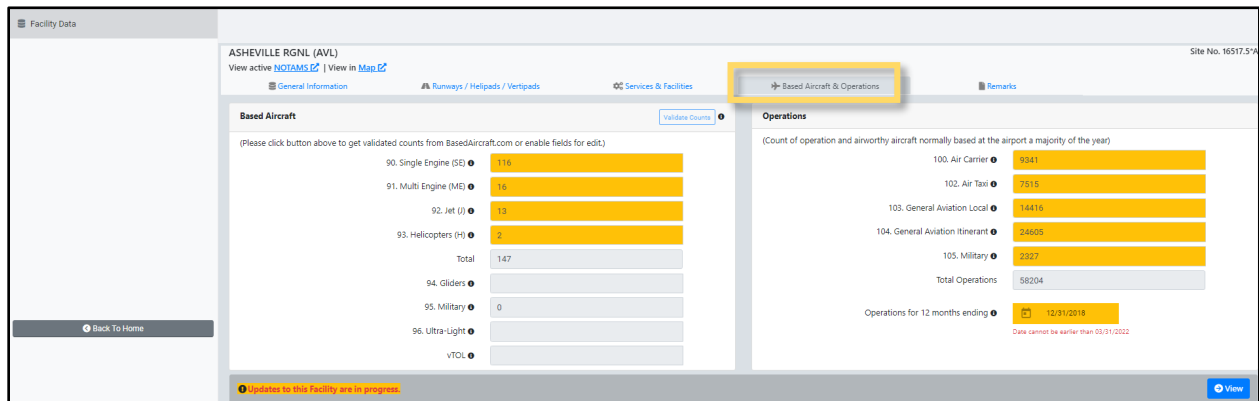 Facility Data
ASHEVILLE RGNL (AVL)
Site No. 16517.5*A
View active NOTAMS | View in Map
General Information
Runways / Helipads / Vertipads
Services & Facilities
Based Aircraft & Operations
Remarks
Based Aircraft
Validate Counts
(Please click button above to get validated counts from BasedAircraft.com or enable fields for edit.)
90. Single Engine (SE) 116
91. Multi Engine (ME) 16
92. Jet (J) 13
93. Helicopters (H) 2
Total 147
94. Gliders
95. Military 0
96. Ultra-Light
vTOL
Operations
(Count of operation and airworthy aircraft normally based at the airport a majority of the year)
100. Air Carrier 9341
102. Air Taxi 7515
103. General Aviation Local 14416
104. General Aviation Itinerant 24605
105. Military 2327
Total Operations 58204
Operations for 12 months ending 12/31/2018
Date cannot be earlier than 03/31/2022
Back To Home
Updates to this Facility are in progress.
View